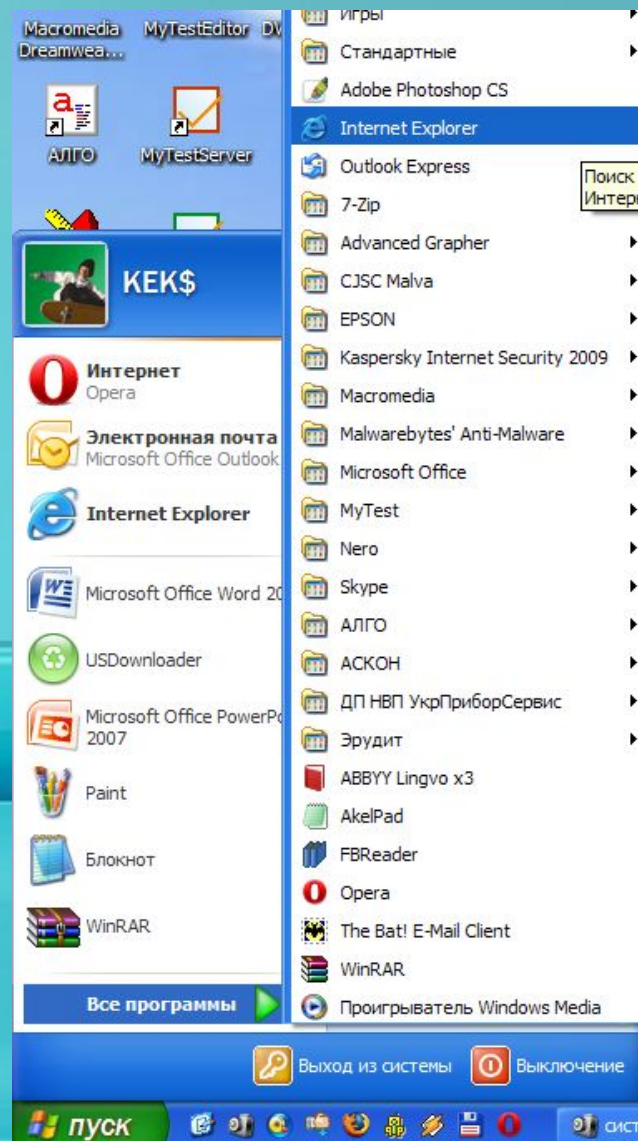 Macromedia Dreamwea...
MyTestEditor
АЛГО
MyTestServer
KEK$
Интернет
Opera
Электронная почта
Microsoft Office Outlook
Internet Explorer
Microsoft Office Word 20
USDownloader
Microsoft Office PowerPo
2007
Paint
Блокнот
WinRAR
Все программы
Игры
Стандартные
Adobe Photoshop CS
Internet Explorer
Outlook Express
Поиск
Интерн
7-Zip
Advanced Grapher
CJSC Malva
EPSON
Kaspersky Internet Security 2009
Macromedia
Malwarebytes' Anti-Malware
Microsoft Office
MyTest
Nero
Skype
АЛГО
АСКОН
ДП НВП УкрПриборСервис
Эрудит
ABBYY Lingvo x3
AkelPad
FBReader
Opera
The Bat! E-Mail Client
WinRAR
Проигрыватель Windows Media
Выход из системы
Выключение
пуск
сист